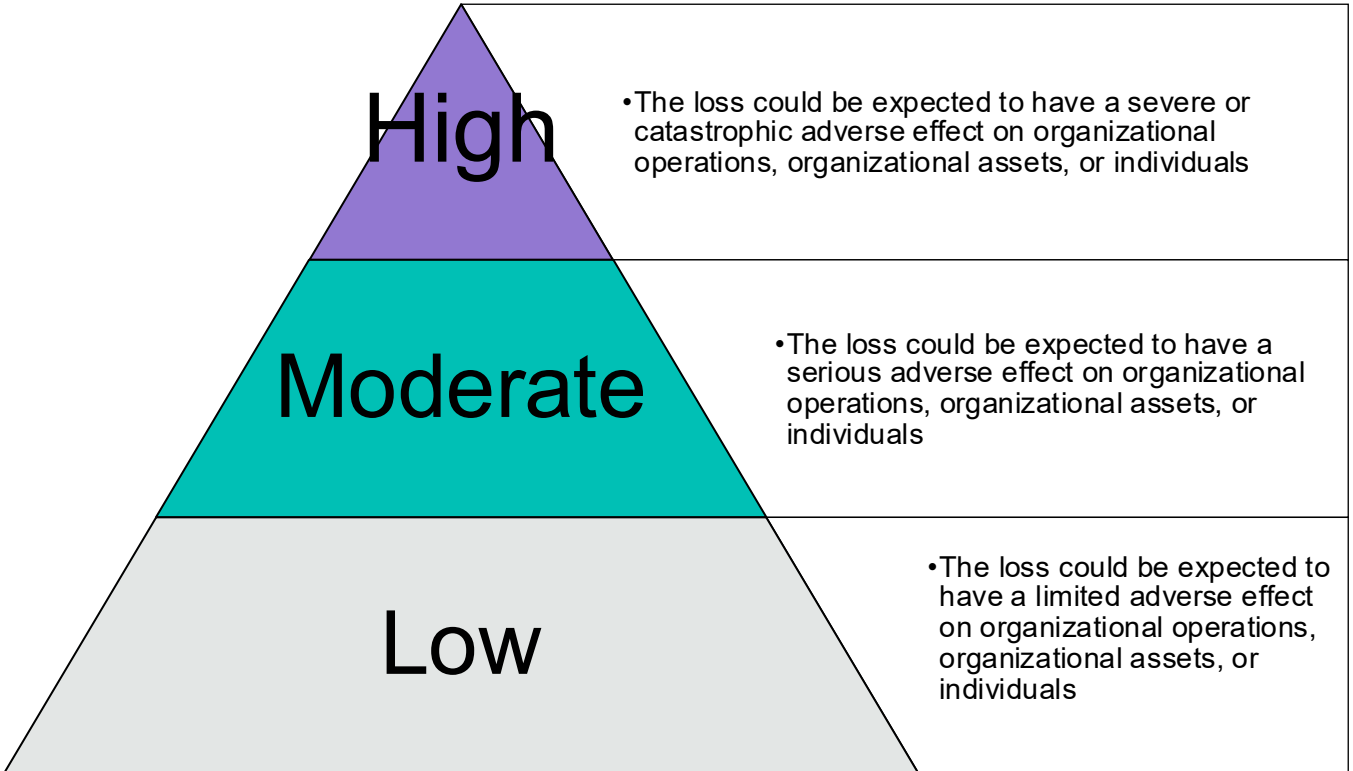 High
•The loss could be expected to have a severe or
catastrophic adverse effect on organizational
operations, organizational assets, or individuals
Moderate
•The loss could be expected to have a
serious adverse effect on organizational
operations, organizational assets, or
individuals
Low
•The loss could be expected to
have a limited adverse effect
on organizational operations,
organizational assets, or
individuals